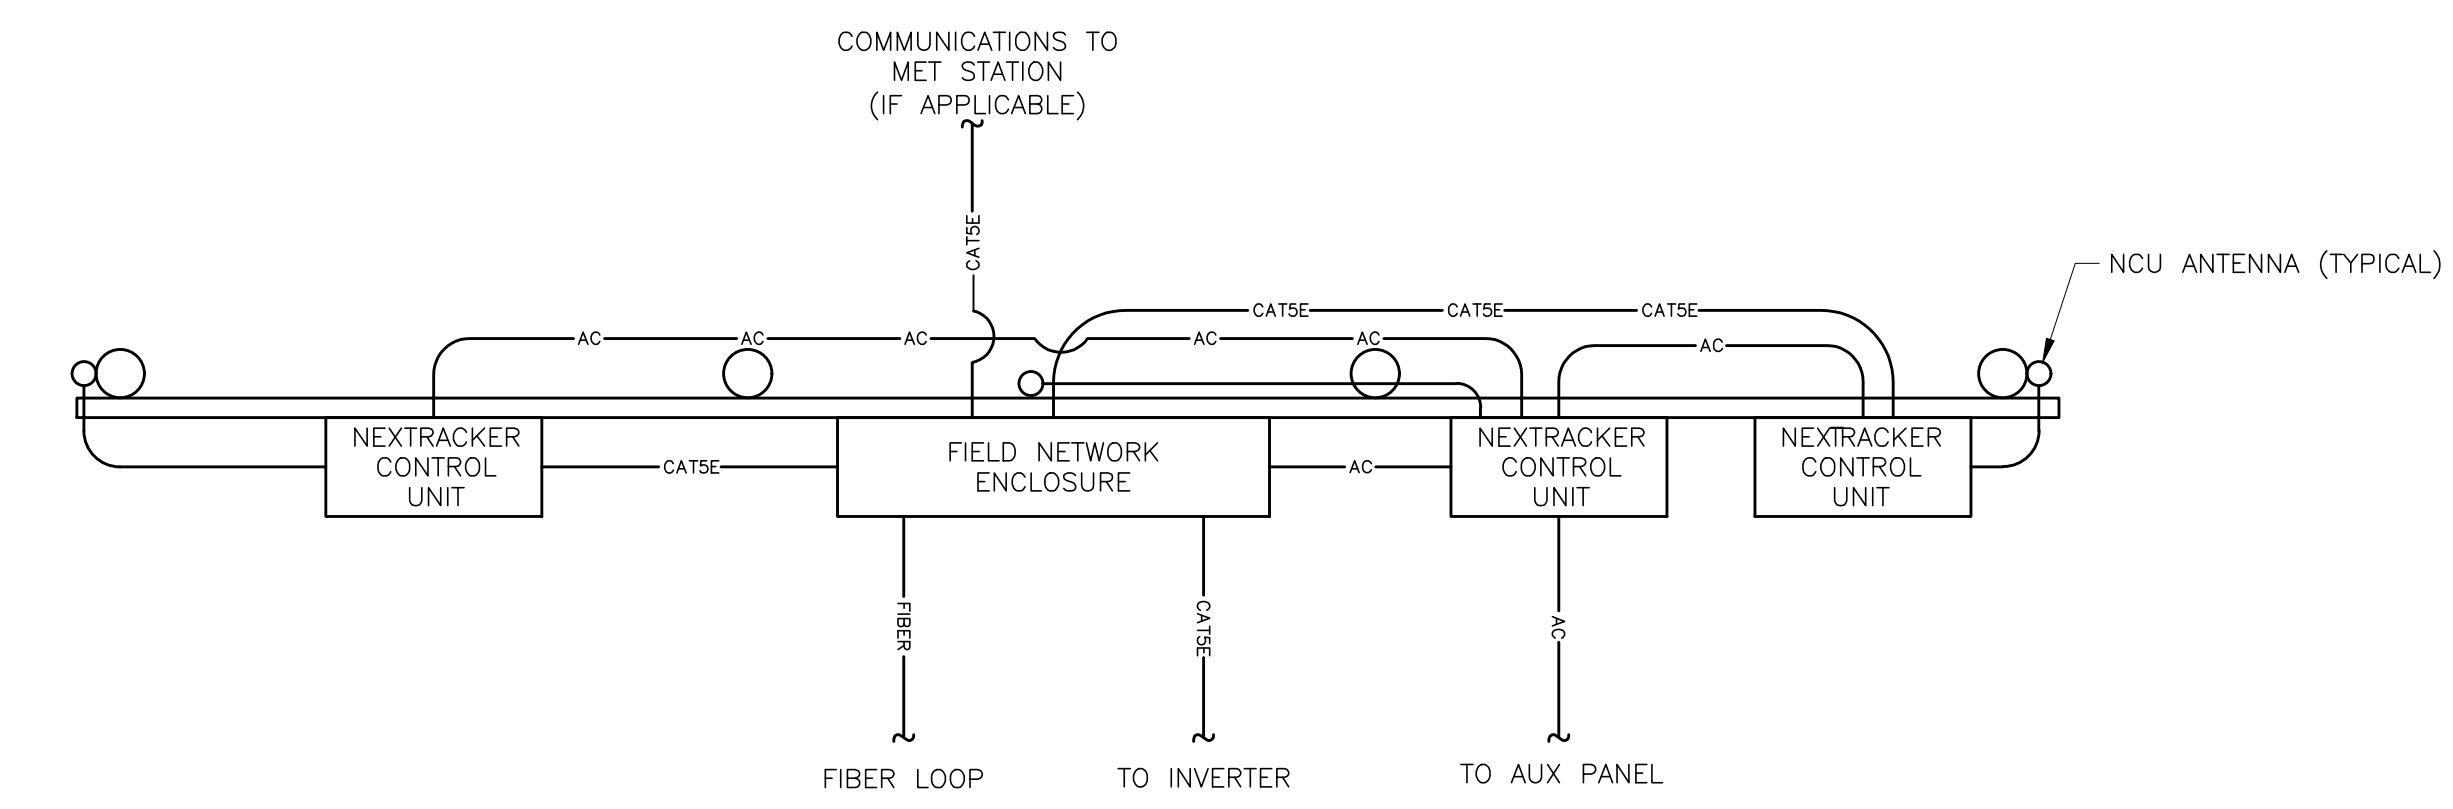 COMMUNICATIONS TO
MET STATION
(IF APPLICABLE)
CAT5E
NCU ANTENNA (TYPICAL)
CAT5E CAT5E CAT5E
AC AC AC AC AC
AC
NEXTRACKER
CONTROL
UNIT
CAT5E
FIELD NETWORK
ENCLOSURE
AC
NEXTRACKER
CONTROL
UNIT
NEXTRACKER
CONTROL
UNIT
FIBER
CAT5E
AC
FIBER LOOP
TO INVERTER
TO AUX PANEL